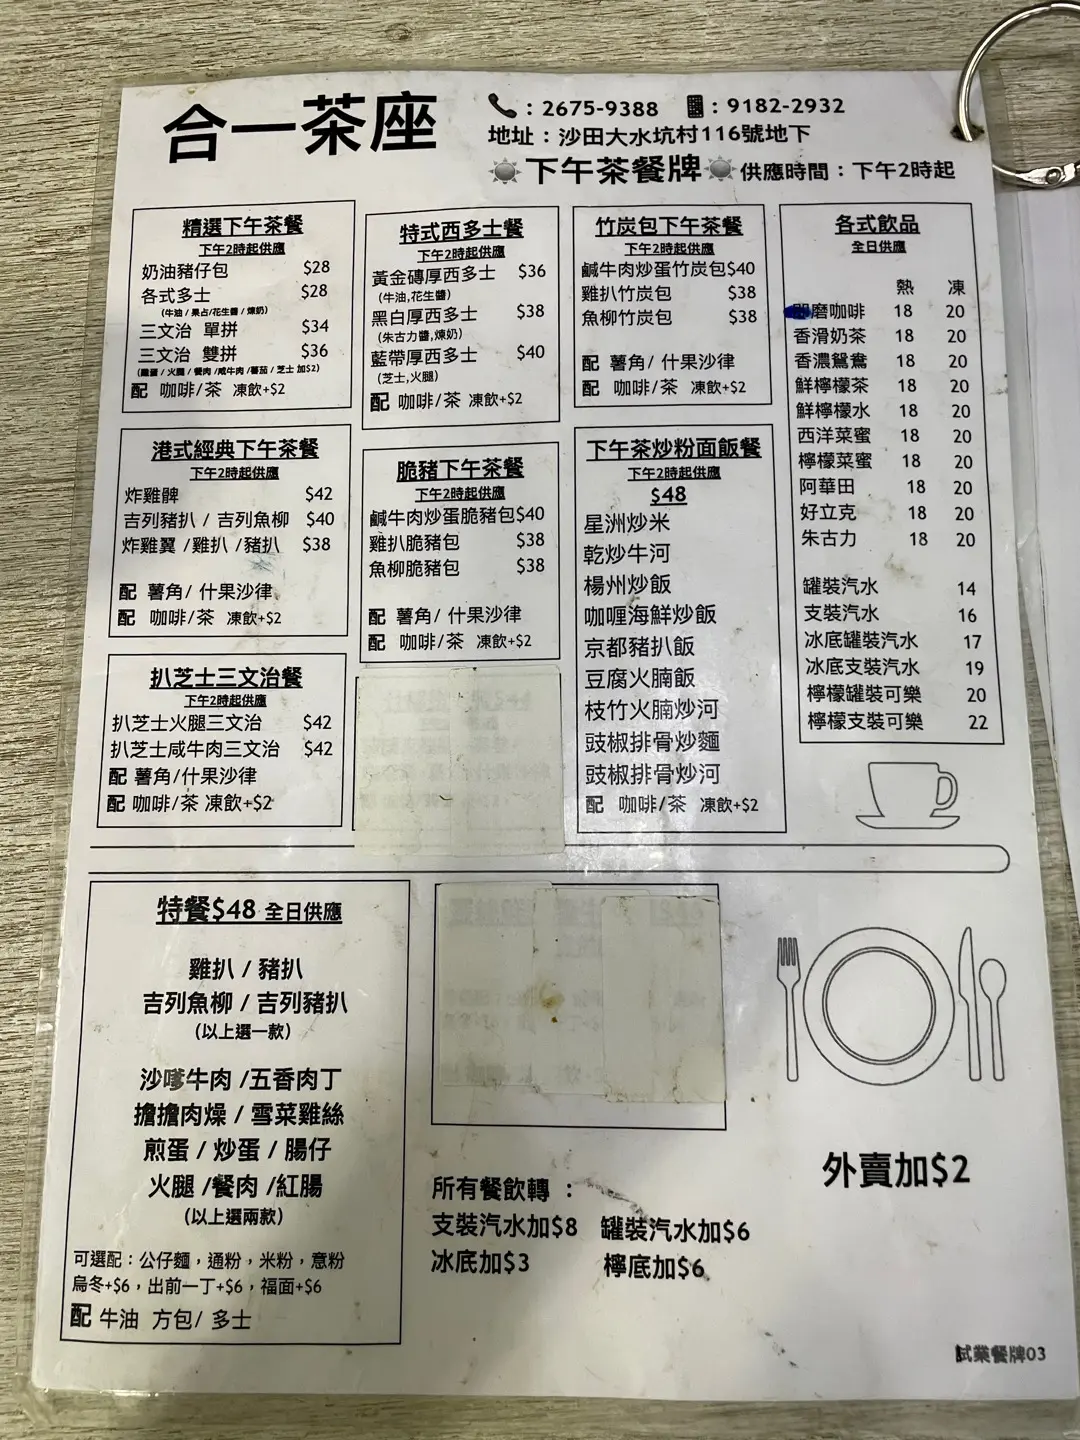 合一茶座
📞：2675-9388 📱：9182-2932
地址：沙田大水坑村116號地下
下午茶餐牌 供應時間：下午2時起
精選下午茶餐
下午2時起供應
奶油豬仔包 $28
各式多士 $28
(牛油 / 果占/花生醬 / 煉奶)
三文治 單拼 $34
三文治 雙拼 $36
(雞蛋 / 火腿 / 餐肉 /咸牛肉 /蕃茄 / 芝士 加$2)
配 咖啡/茶 凍飲+$2
特式西多士餐
下午2時起供應
黃金磚厚西多士 $36
(牛油,花生醬)
黑白厚西多士 $38
(朱古力醬,煉奶)
藍帶厚西多士 $40
(芝士,火腿)
配 咖啡/茶 凍飲+$2
竹炭包下午茶餐
下午2時起供應
鹹牛肉炒蛋竹炭包$40
雞扒竹炭包 $38
魚柳竹炭包 $38
配 薯角/ 什果沙律
配 咖啡/茶 凍飲+$2
各式飲品
全日供應
熱 凍
磨咖啡 18 20
香滑奶茶 18 20
香濃鴛鴦 18 20
鮮檸檬茶 18 20
鮮檸檬水 18 20
西洋菜蜜 18 20
檸檬菜蜜 18 20
阿華田 18 20
好立克 18 20
朱古力 18 20
罐裝汽水 14
支裝汽水 16
冰底罐裝汽水 17
冰底支裝汽水 19
檸檬罐裝可樂 20
檸檬支裝可樂 22
港式經典下午茶餐
下午2時起供應
炸雞髀 $42
吉列豬扒 / 吉列魚柳 $40
炸雞翼 /雞扒 /豬扒 $38
配 薯角/ 什果沙律
配 咖啡/茶 凍飲+$2
脆豬下午茶餐
下午2時起供應
鹹牛肉炒蛋脆豬包$40
雞扒脆豬包 $38
魚柳脆豬包 $38
配 薯角/ 什果沙律
配 咖啡/茶 凍飲+$2
下午茶炒粉面飯餐
下午2時起供應
$48
星洲炒米
乾炒牛河
楊州炒飯
咖喱海鮮炒飯
京都豬扒飯
豆腐火腩飯
枝竹火腩炒河
豉椒排骨炒麵
豉椒排骨炒河
配 咖啡/茶 凍飲+$2
扒芝士三文治餐
下午2時起供應
扒芝士火腿三文治 $42
扒芝士咸牛肉三文治 $42
配 薯角/什果沙律
配 咖啡/茶 凍飲+$2
特餐$48 全日供應
雞扒 / 豬扒
吉列魚柳 / 吉列豬扒
(以上選一款)
沙嗲牛肉 /五香肉丁
擔擔肉燥 / 雪菜雞絲
煎蛋 / 炒蛋 / 腸仔
火腿 /餐肉 /紅腸
(以上選兩款)
可選配：公仔麵，通粉，米粉，意粉
烏冬+$6，出前一丁+$6，福面+$6
配 牛油 方包/ 多士
所有餐飲轉 ：
支裝汽水加$8 罐裝汽水加$6
冰底加$3 檸底加$6
外賣加$2
試業餐牌03